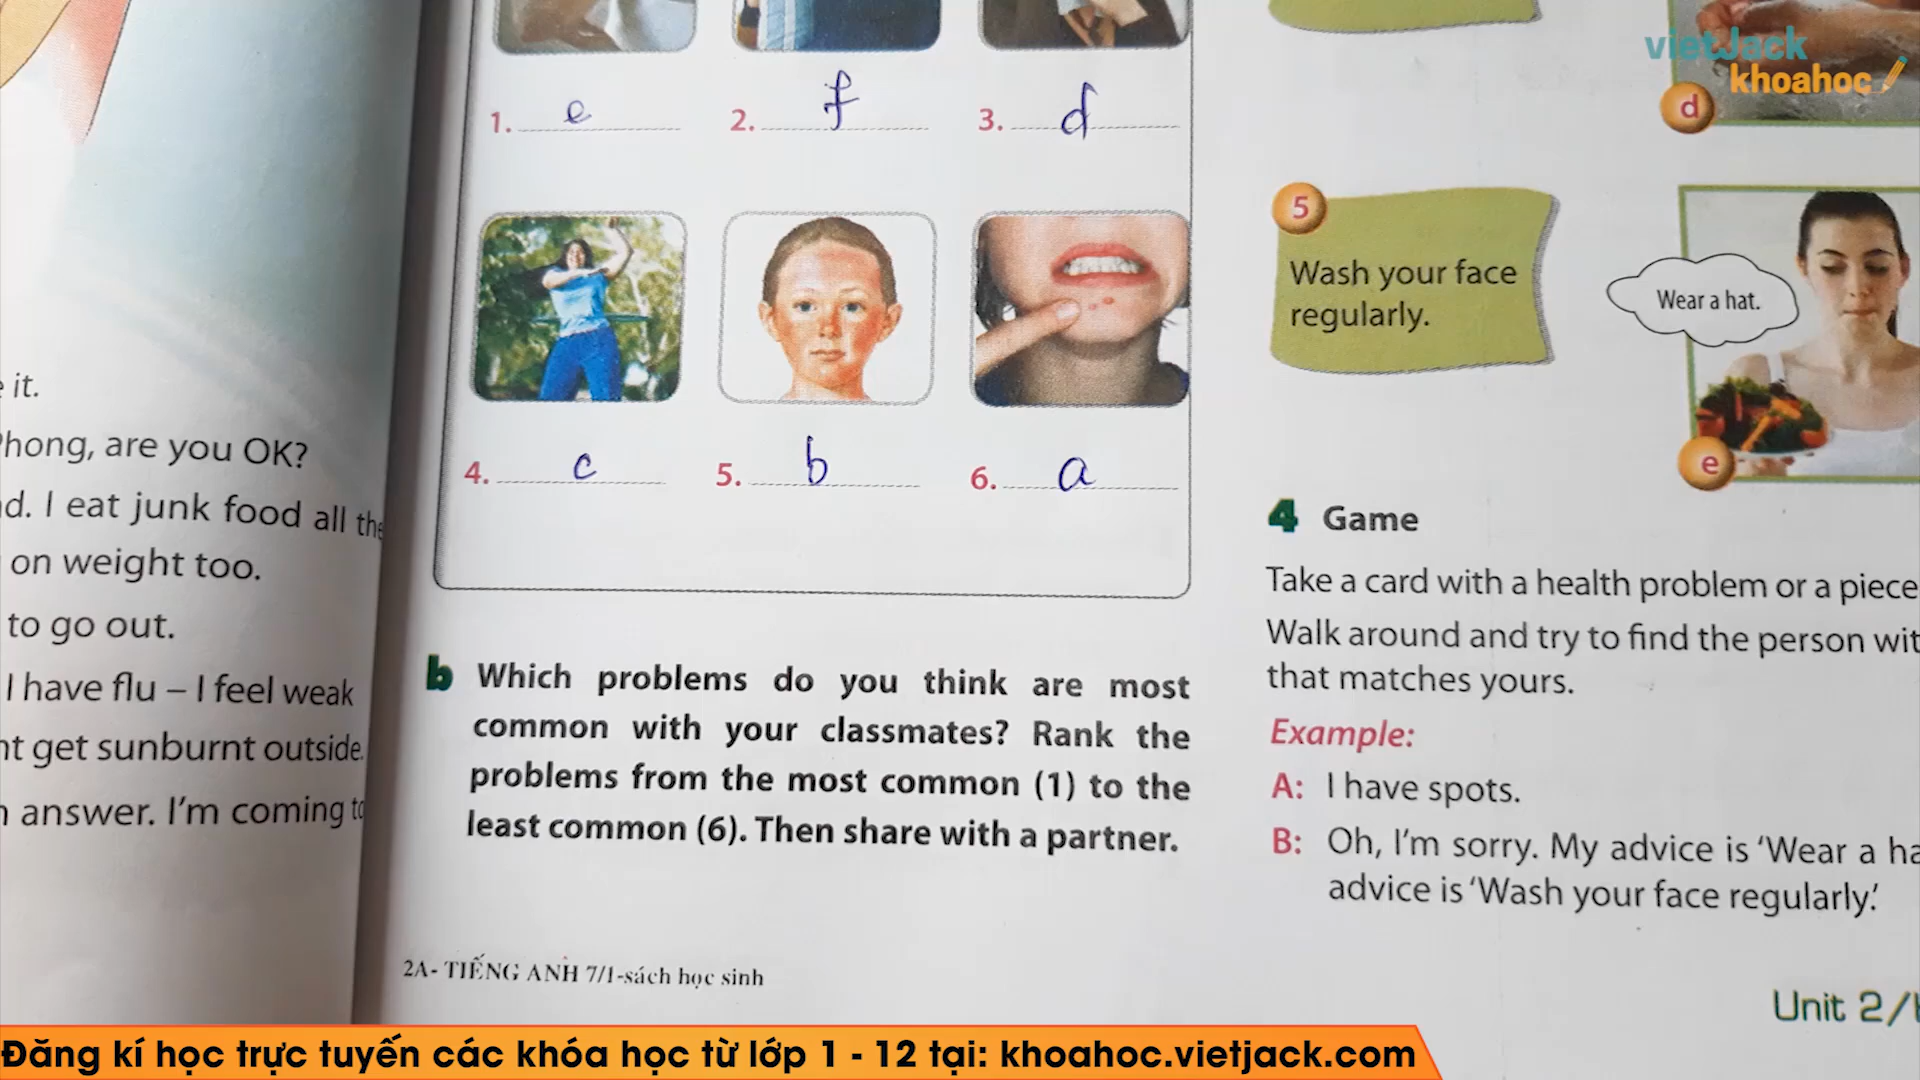 vietJack
khoahoc
e it.
Phong, are you OK?
d. I eat junk food all the
on weight too.
to go out.
I have flu – I feel weak
get sunburnt outside.
answer. I'm coming to
1. e
2. f
3. d
4. c
5. b
6. a
b Which problems do you think are most
common with your classmates? Rank the
problems from the most common (1) to the
least common (6). Then share with a partner.
2A- TIẾNG ANH 7/1-sách học sinh
d
5
Wash your face
regularly.
Wear a hat.
e
4 Game
Take a card with a health problem or a piece
Walk around and try to find the person wit
that matches yours.
Example:
A: I have spots.
B: Oh, I'm sorry. My advice is 'Wear a ha
advice is 'Wash your face regularly.'
Unit 2/
Đăng kí học trực tuyến các khóa học từ lớp 1 - 12 tại: khoahoc.vietjack.com